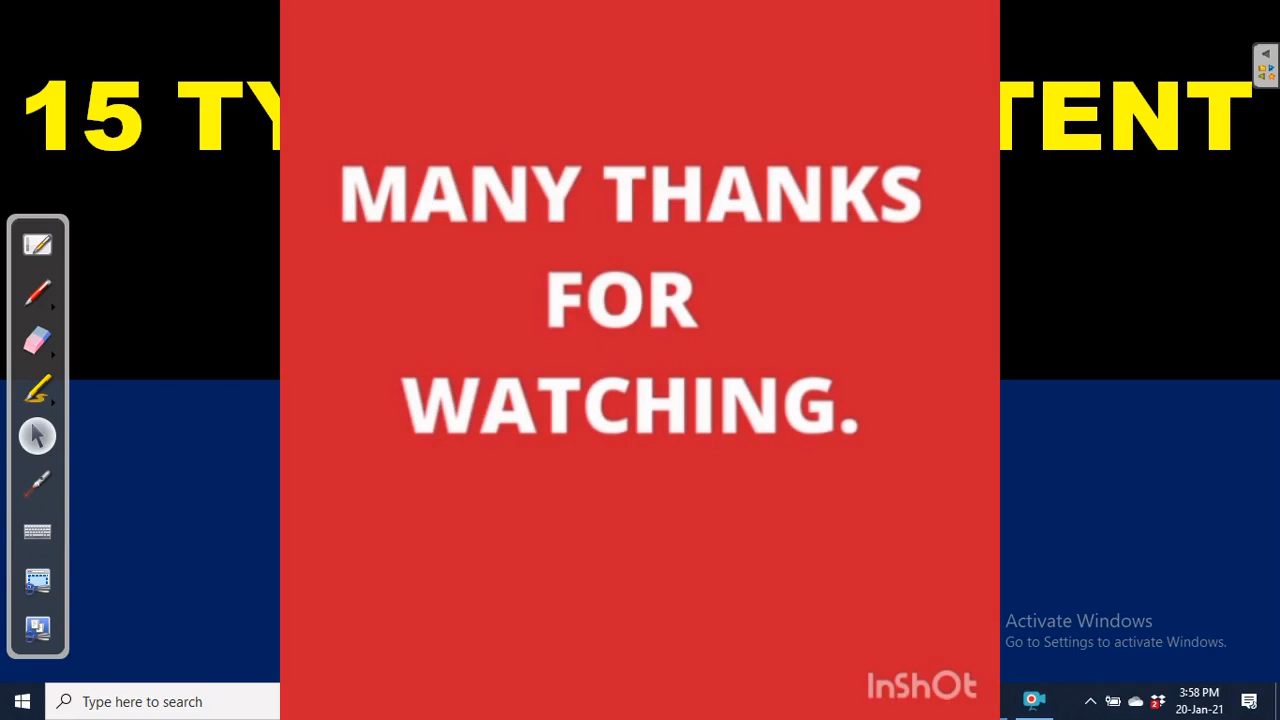 15 TY
TENT
MANY THANKS
FOR
WATCHING.
Activate Windows
Go to Settings to activate Windows.
InShOt
Type here to search
2
3:58 PM
20-Jan-21